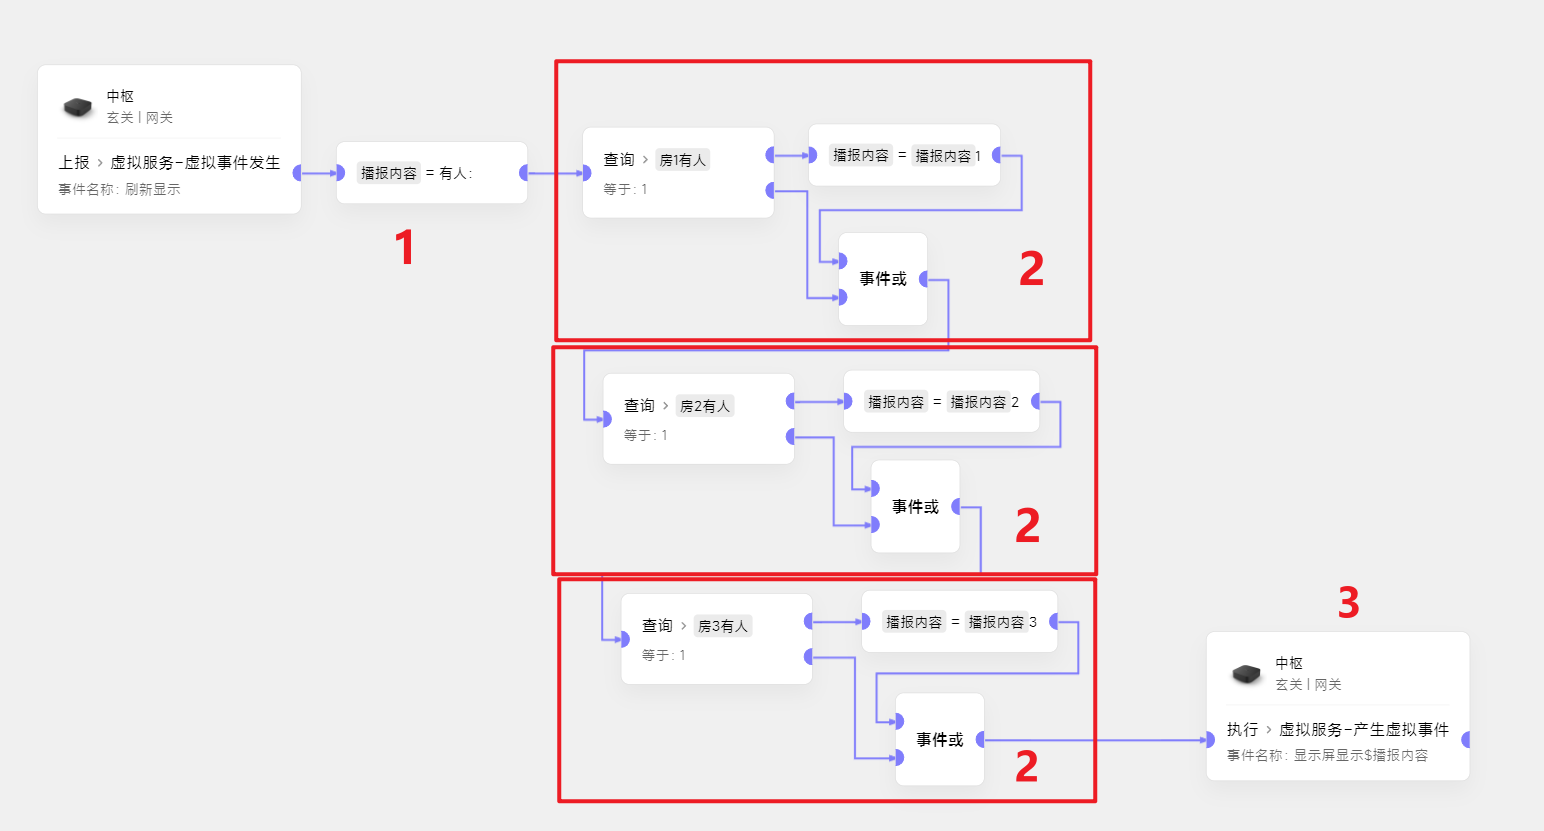 中枢
玄关 | 网关
上报 > 虚拟服务-虚拟事件发生
事件名称: 刷新显示
播报内容 = 有人:
1
查询 > 房1有人
等于: 1
播报内容 = 播报内容 1
事件或
2
查询 > 房2有人
等于: 1
播报内容 = 播报内容 2
事件或
2
查询 > 房3有人
等于: 1
播报内容 = 播报内容 3
事件或
2
3
中枢
玄关 | 网关
执行 > 虚拟服务-产生虚拟事件
事件名称: 显示屏显示$播报内容